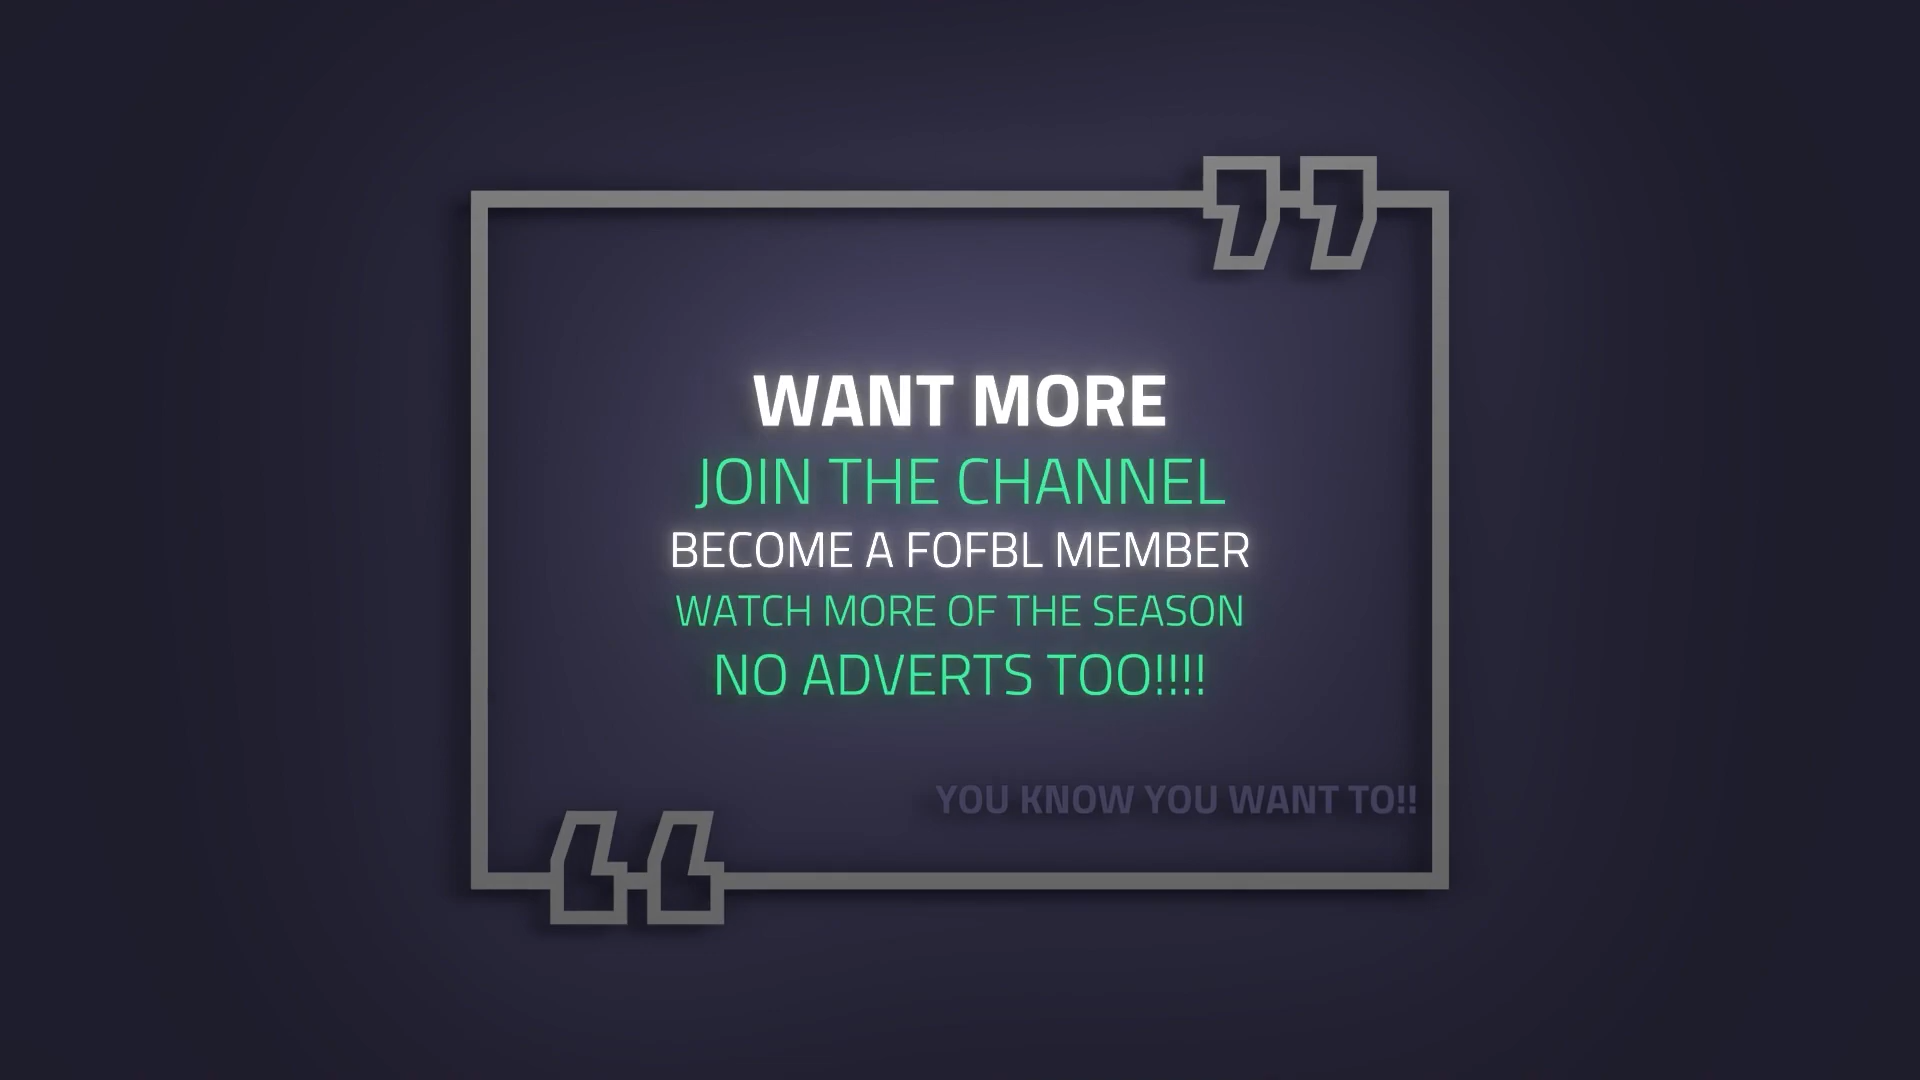 WANT MORE
JOIN THE CHANNEL
BECOME A FOFBL MEMBER
WATCH MORE OF THE SEASON
NO ADVERTS TOO!!!!
YOU KNOW YOU WANT TO!!